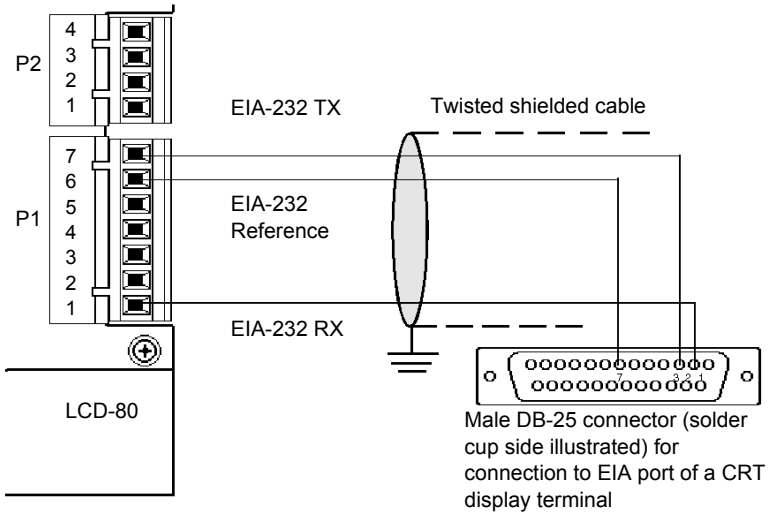 P2
4
3
2
1
EIA-232 TX
Twisted shielded cable
P1
7
6
5
4
3
2
1
EIA-232
Reference
EIA-232 RX
LCD-80
7
3
2
1
Male DB-25 connector (solder
cup side illustrated) for
connection to EIA port of a CRT
display terminal